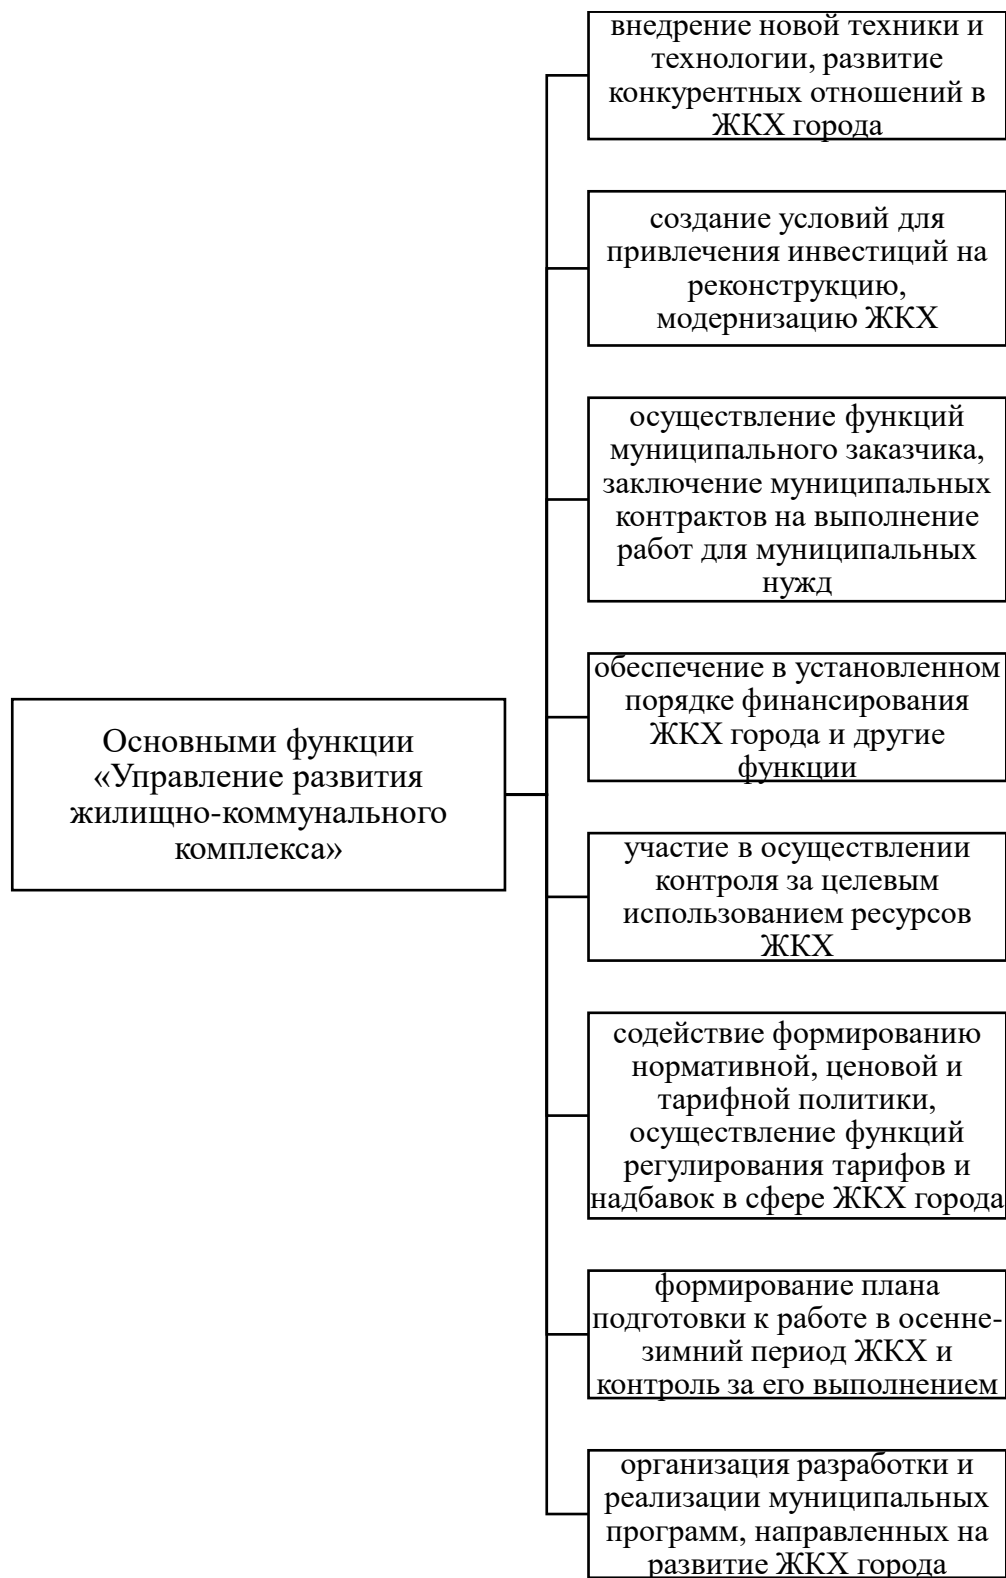 Основными функции
«Управление развития
жилищно-коммунального
комплекса»
внедрение новой техники и
технологии, развитие
конкурентных отношений в
ЖКХ города
создание условий для
привлечения инвестиций на
реконструкцию,
модернизацию ЖКХ
осуществление функций
муниципального заказчика,
заключение муниципальных
контрактов на выполнение
работ для муниципальных
нужд
обеспечение в установленном
порядке финансирования
ЖКХ города и другие
функции
участие в осуществлении
контроля за целевым
использованием ресурсов
ЖКХ
содействие формированию
нормативной, ценовой и
тарифной политики,
осуществление функций
регулирования тарифов и
надбавок в сфере ЖКХ города
формирование плана
подготовки к работе в осенне-
зимний период ЖКХ и
контроль за его выполнением
организация разработки и
реализации муниципальных
программ, направленных на
развитие ЖКХ города